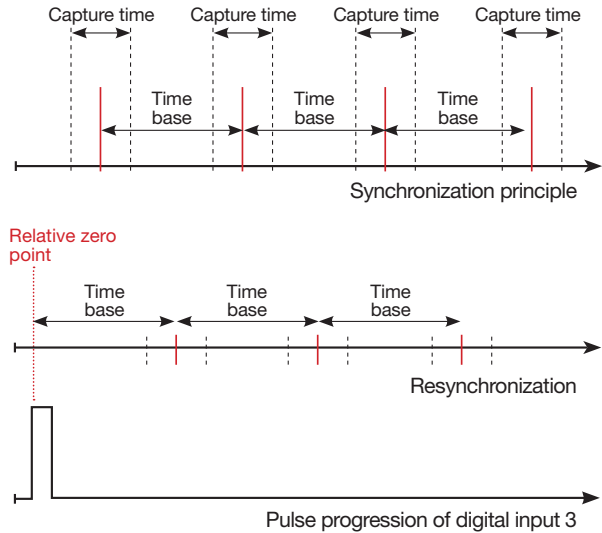 Capture time Capture time Capture time Capture time
Time
base
Time
base
Time
base
Synchronization principle
Relative zero
point
Time
base
Time
base
Time
base
Resynchronization
Pulse progression of digital input 3